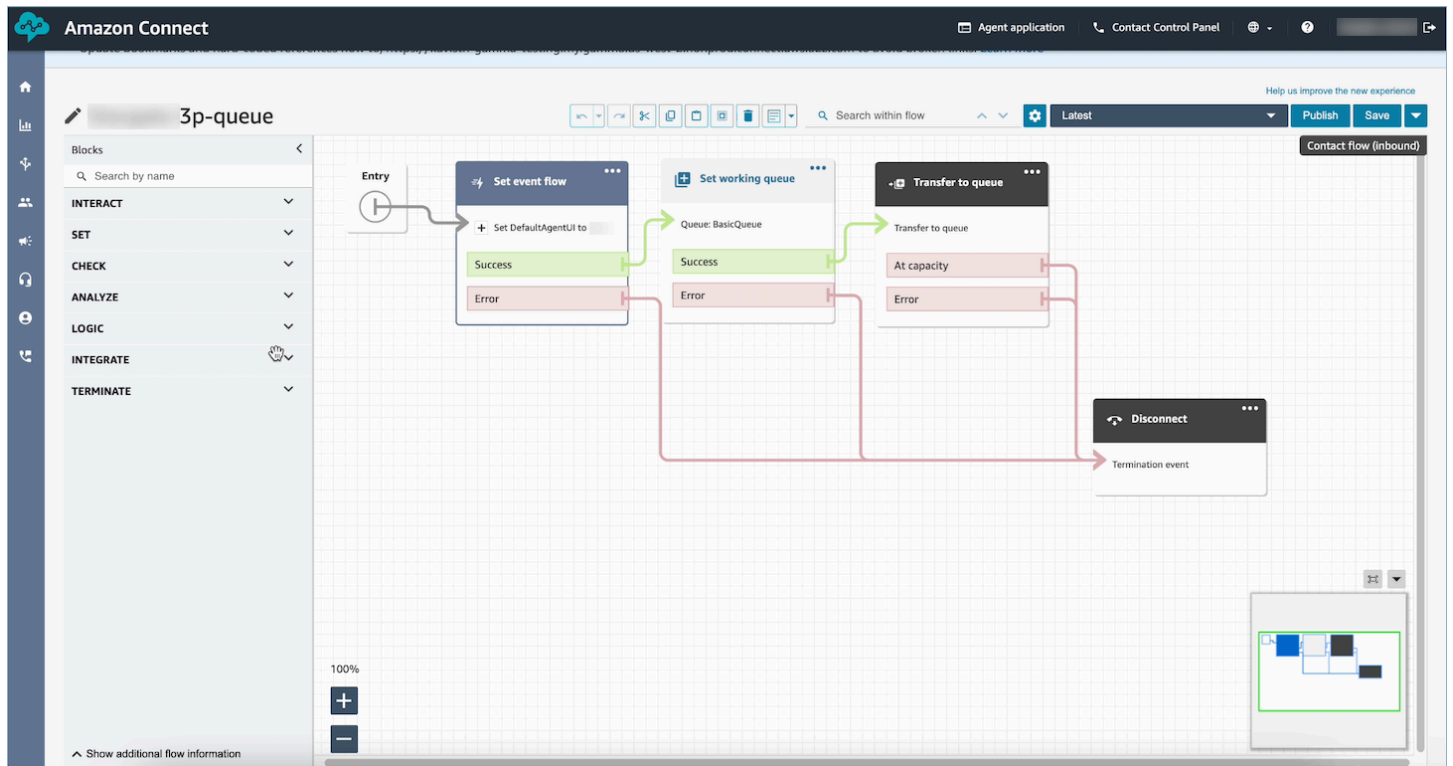 Amazon Connect
Agent application
Contact Control Panel
Learn more
Help us improve the new experience
3p-queue
Search within flow
Latest
Publish
Save
Contact flow (inbound)
Blocks
Search by name
INTERACT
SET
CHECK
ANALYZE
LOGIC
INTEGRATE
TERMINATE
Show additional flow information
Entry
Set event flow
Set DefaultAgentUI to
Success
Error
Set working queue
Queue: BasicQueue
Success
Error
Transfer to queue
Transfer to queue
At capacity
Error
Disconnect
Termination event
100%